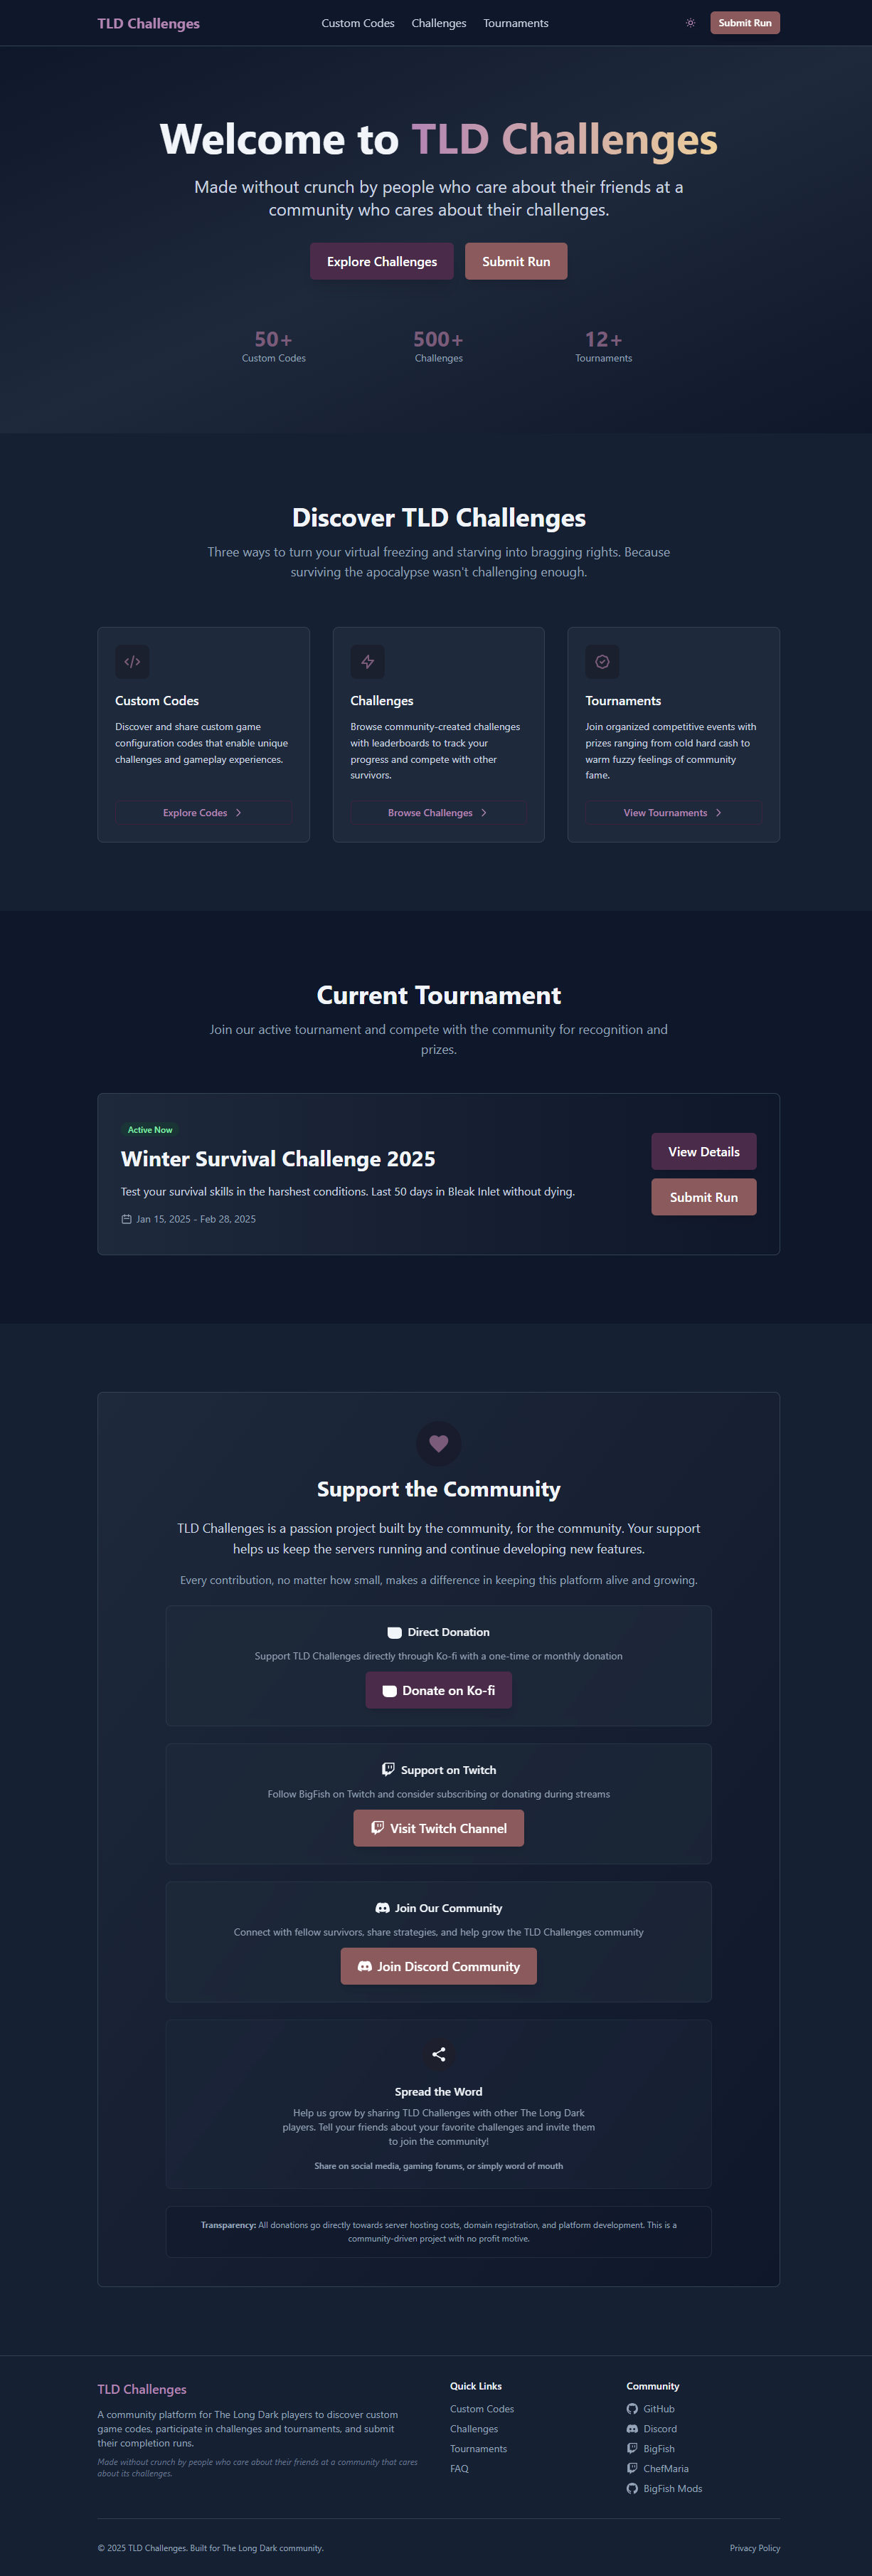 TLD Challenges
Custom Codes
Challenges
Tournaments
Submit Run
Welcome to TLD Challenges
Made without crunch by people who care about their friends at a
community who cares about their challenges.
Explore Challenges
Submit Run
50+
Custom Codes
500+
Challenges
12+
Tournaments
Discover TLD Challenges
Three ways to turn your virtual freezing and starving into bragging rights. Because
surviving the apocalypse wasn't challenging enough.
Custom Codes
Discover and share custom game
configuration codes that enable unique
challenges and gameplay experiences.
Explore Codes
Challenges
Browse community-created challenges
with leaderboards to track your
progress and compete with other
survivors.
Browse Challenges
Tournaments
Join organized competitive events with
prizes ranging from cold hard cash to
warm fuzzy feelings of community
fame.
View Tournaments
Current Tournament
Join our active tournament and compete with the community for recognition and
prizes.
Active Now
Winter Survival Challenge 2025
Test your survival skills in the harshest conditions. Last 50 days in Bleak Inlet without dying.
Jan 15, 2025 - Feb 28, 2025
View Details
Submit Run
Support the Community
TLD Challenges is a passion project built by the community, for the community. Your support
helps us keep the servers running and continue developing new features.
Every contribution, no matter how small, makes a difference in keeping this platform alive and growing.
Direct Donation
Support TLD Challenges directly through Ko-fi with a one-time or monthly donation
Donate on Ko-fi
Support on Twitch
Follow BigFish on Twitch and consider subscribing or donating during streams
Visit Twitch Channel
Join Our Community
Connect with fellow survivors, share strategies, and help grow the TLD Challenges community
Join Discord Community
Spread the Word
Help us grow by sharing TLD Challenges with other The Long Dark
players. Tell your friends about your favorite challenges and invite them
to join the community!
Share on social media, gaming forums, or simply word of mouth
Transparency: All donations go directly towards server hosting costs, domain registration, and platform development. This is a
community-driven project with no profit motive.
TLD Challenges
A community platform for The Long Dark players to discover custom
game codes, participate in challenges and tournaments, and submit
their completion runs.
Made without crunch by people who care about their friends at a community that cares
about its challenges.
Quick Links
Custom Codes
Challenges
Tournaments
FAQ
Community
GitHub
Discord
BigFish
ChefMaria
BigFish Mods
© 2025 TLD Challenges. Built for The Long Dark community.
Privacy Policy